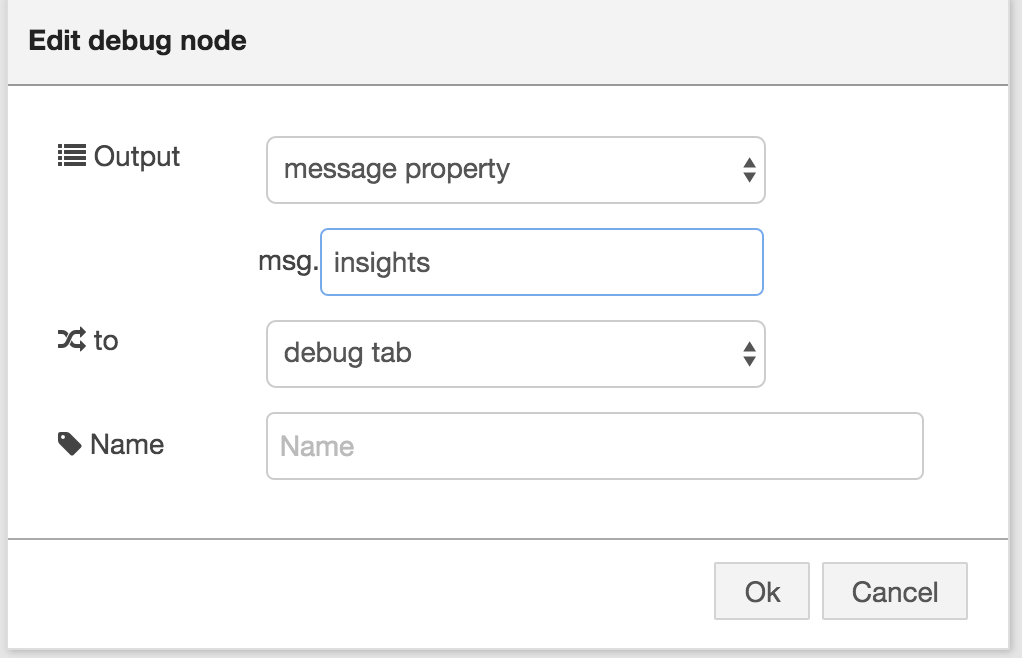 Edit debug node
Output
message property
msg. insights
to
debug tab
Name
Name
Ok
Cancel